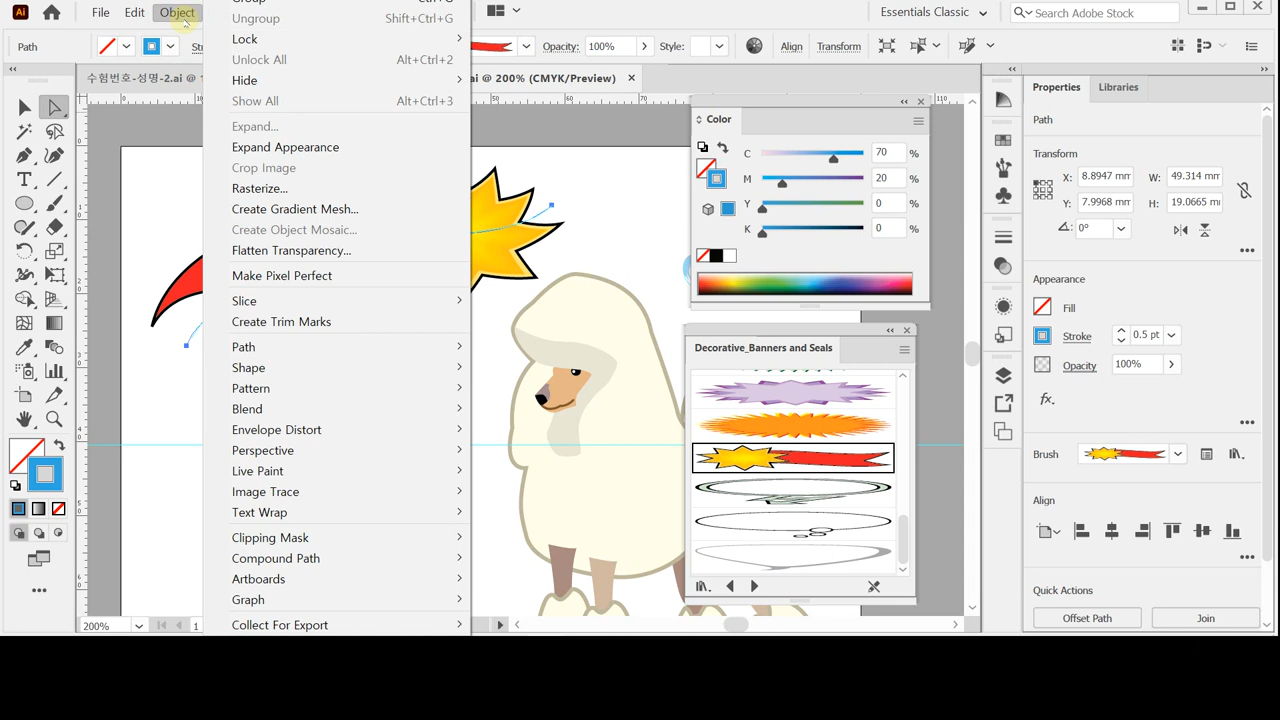 Ai File Edit Object
Essentials Classic
Search Adobe Stock
Path
Opacity: 100% Style:
Align Transform
수험번호-성명-2.ai @
ai @ 200% (CMYK/Preview)
Ungroup Shift+Ctrl+G
Lock
Unlock All Alt+Ctrl+2
Hide
Show All Alt+Ctrl+3
Expand...
Expand Appearance
Crop Image
Rasterize...
Create Gradient Mesh...
Create Object Mosaic...
Flatten Transparency...
Make Pixel Perfect
Slice
Create Trim Marks
Path
Shape
Pattern
Blend
Envelope Distort
Perspective
Live Paint
Image Trace
Text Wrap
Clipping Mask
Compound Path
Artboards
Graph
Collect For Export
200%
1
50 60 70 110
Color
C 70 %
M 20 %
Y 0 %
K 0 %
Decorative_Banners and Seals
Properties Libraries
Path
Transform
X: 8.8947 mm W: 49.314 mm
Y: 7.9968 mm H: 19.0665 m
0°
Appearance
Fill
Stroke 0.5 pt
Opacity 100%
fx.
Brush
Align
Quick Actions
Offset Path Join